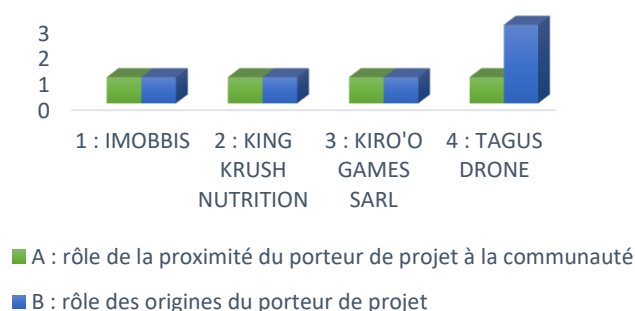 3
2
1
0
1 : IMOBBIS
2 : KING
KRUSH
NUTRITION
3 : KIRO'O
GAMES
SARL
4 : TAGUS
DRONE
A : rôle de la proximité du porteur de projet à la communauté
B : rôle des origines du porteur de projet